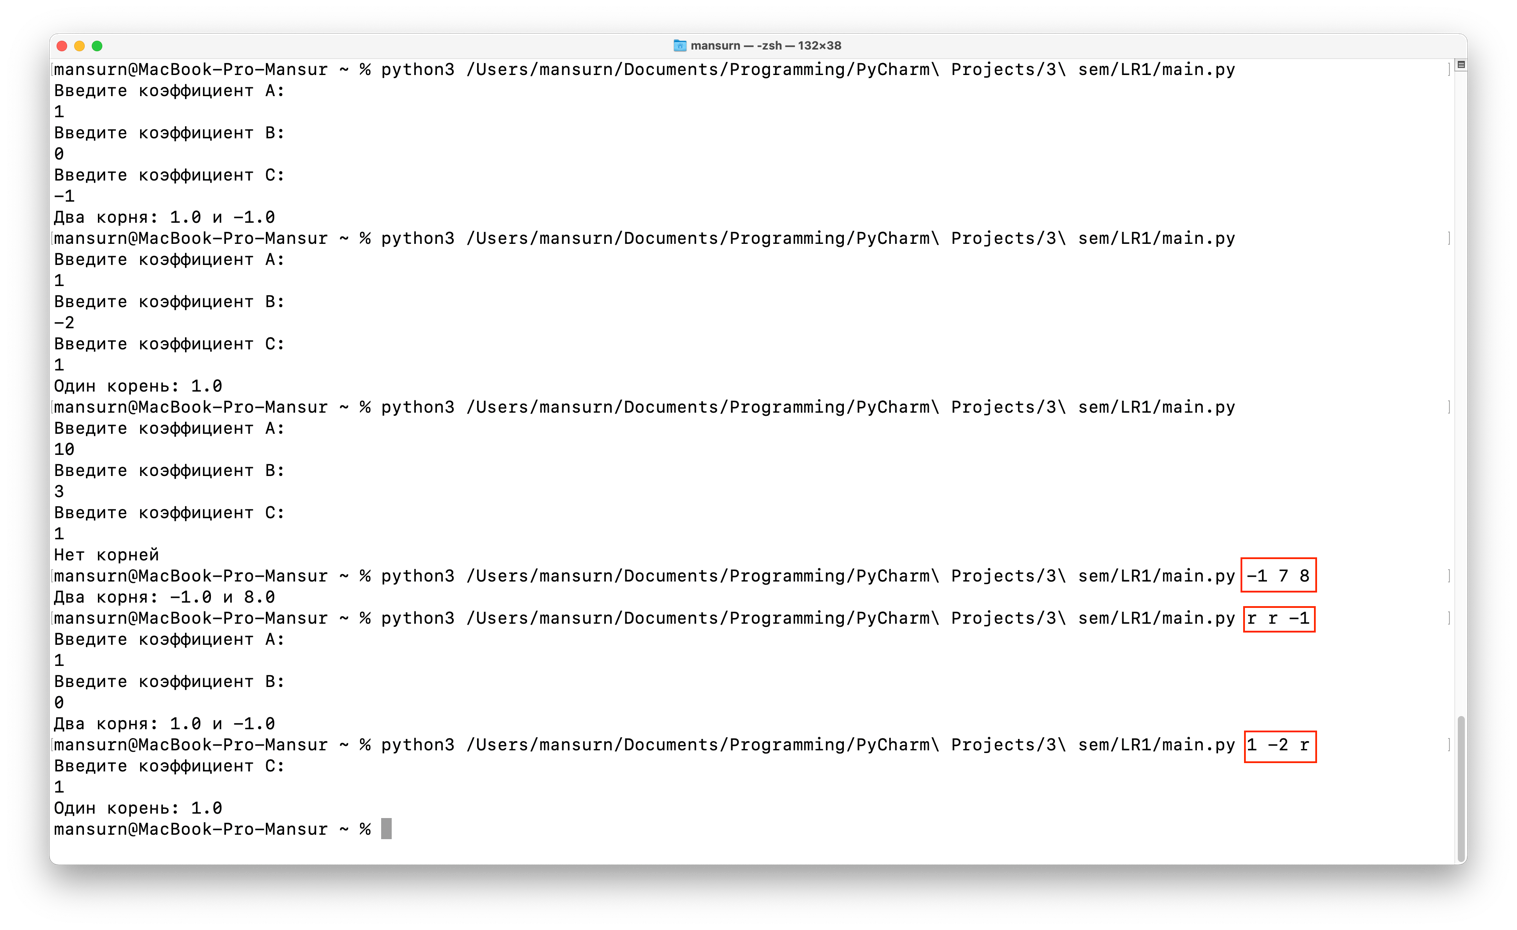 mansurn — -zsh — 132×38
mansurn@MacBook-Pro-Mansur ~ % python3 /Users/mansurn/Documents/Programming/PyCharm\ Projects/3\ sem/LR1/main.py
Введите коэффициент A:
1
Введите коэффициент B:
0
Введите коэффициент C:
-1
Два корня: 1.0 и -1.0
mansurn@MacBook-Pro-Mansur ~ % python3 /Users/mansurn/Documents/Programming/PyCharm\ Projects/3\ sem/LR1/main.py
Введите коэффициент A:
1
Введите коэффициент B:
-2
Введите коэффициент C:
1
Один корень: 1.0
mansurn@MacBook-Pro-Mansur ~ % python3 /Users/mansurn/Documents/Programming/PyCharm\ Projects/3\ sem/LR1/main.py
Введите коэффициент A:
10
Введите коэффициент B:
3
Введите коэффициент C:
1
Нет корней
mansurn@MacBook-Pro-Mansur ~ % python3 /Users/mansurn/Documents/Programming/PyCharm\ Projects/3\ sem/LR1/main.py -1 7 8
Два корня: -1.0 и 8.0
mansurn@MacBook-Pro-Mansur ~ % python3 /Users/mansurn/Documents/Programming/PyCharm\ Projects/3\ sem/LR1/main.py r r -1
Введите коэффициент A:
1
Введите коэффициент B:
0
Два корня: 1.0 и -1.0
mansurn@MacBook-Pro-Mansur ~ % python3 /Users/mansurn/Documents/Programming/PyCharm\ Projects/3\ sem/LR1/main.py 1 -2 r
Введите коэффициент C:
1
Один корень: 1.0
mansurn@MacBook-Pro-Mansur ~ %